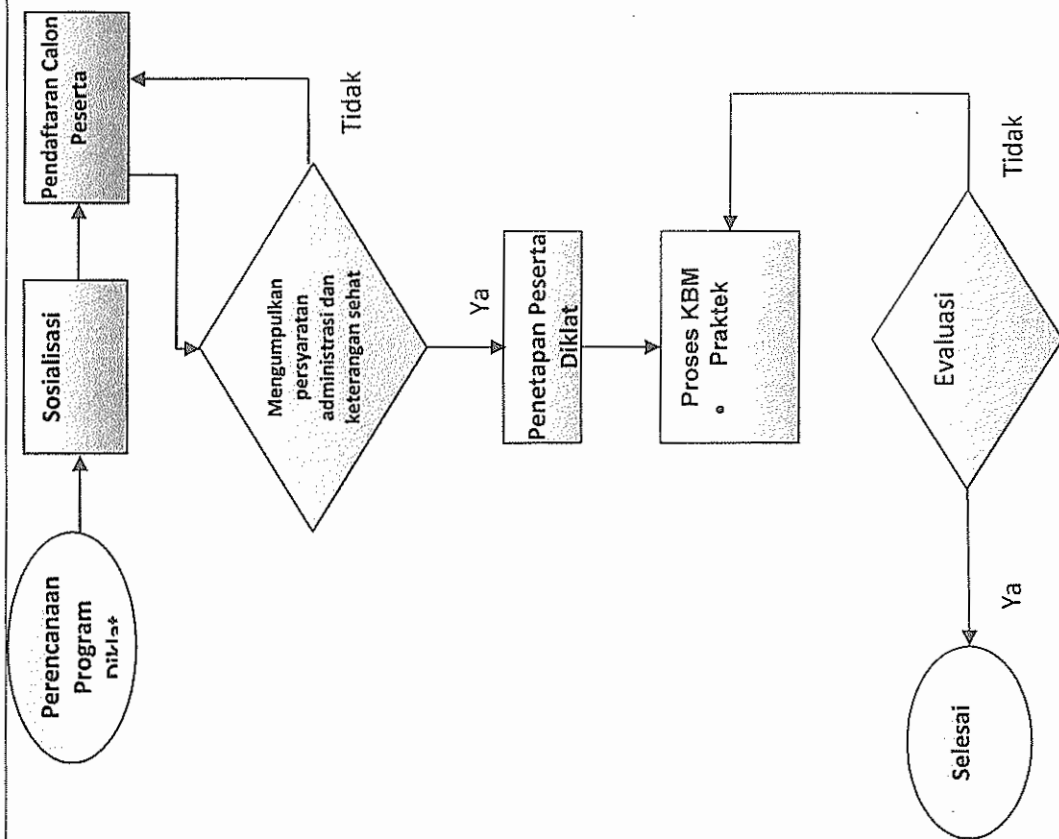 Perencanaan
Program
Sosialisasi
Pendaftaran Calon
Peserta
Tidak
Mengumpulkan
persyaratan
administrasi dan
keterangan sehat
Ya
Penetapan Peserta
Diklat
Proses KBM
• Praktek
Tidak
Evaluasi
Ya
Selesai